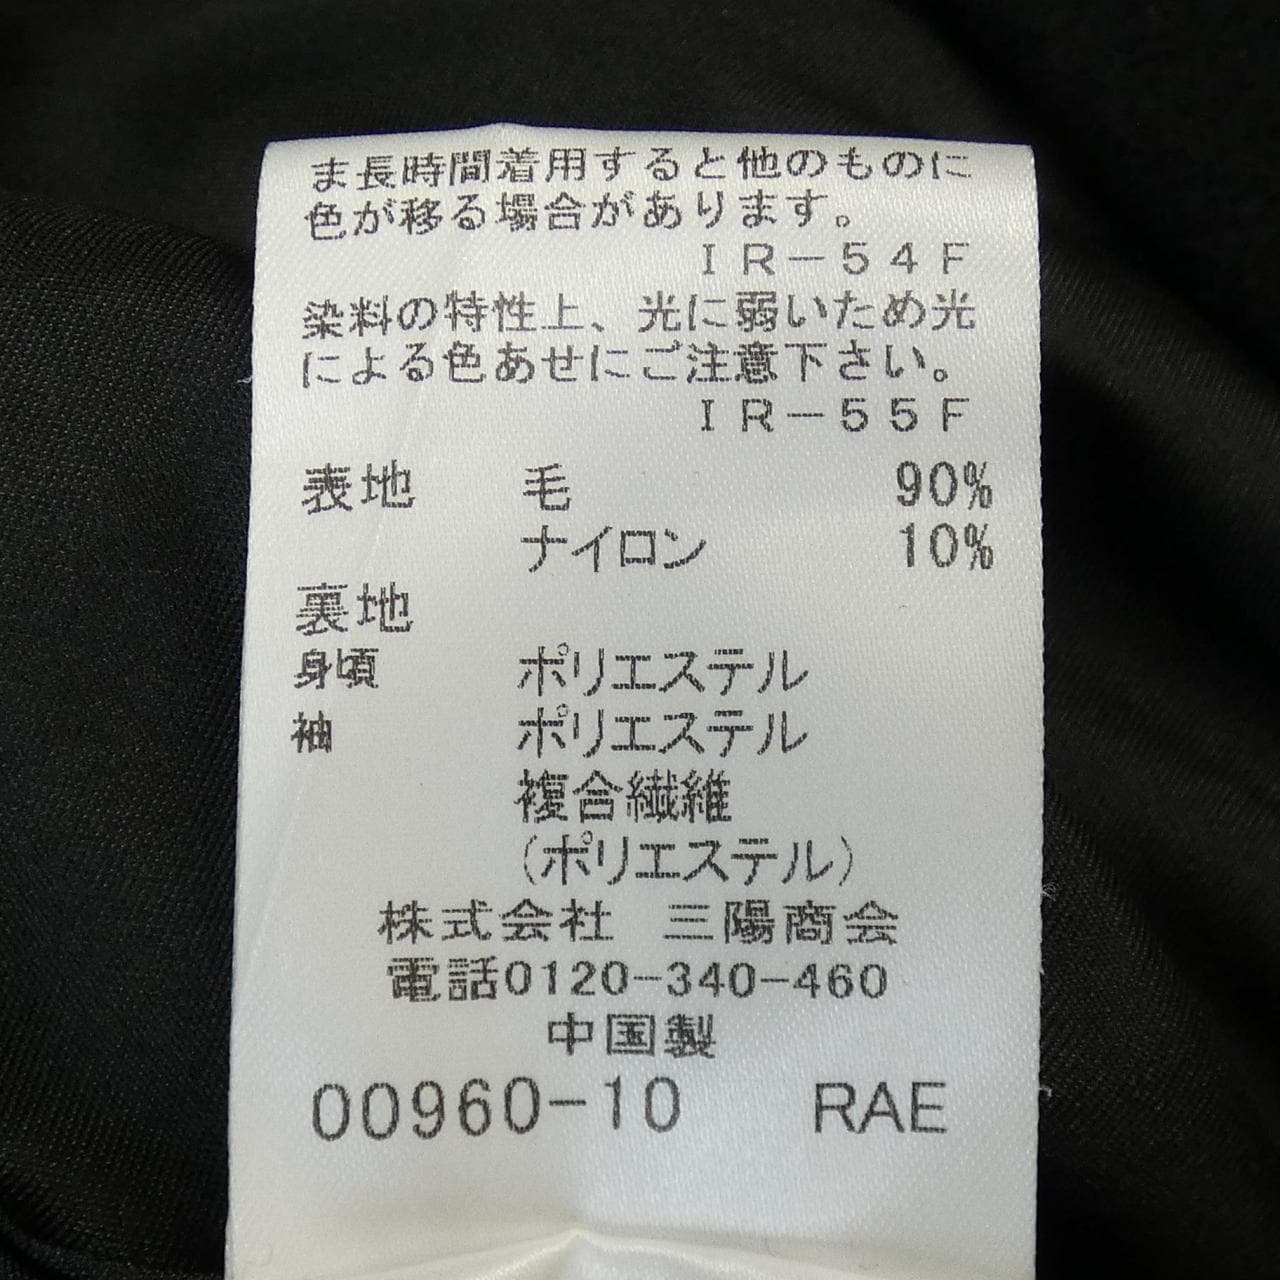 ま長時間着用すると他のものに
色が移る場合があります。
IR-54F
染料の特性上、光に弱いため光
による色あせにご注意下さい。
IR-55F
表地 毛 90%
ナイロン 10%
裏地
身頃 ポリエステル
袖 ポリエステル
複合繊維
(ポリエステル)
株式会社 三陽商会
電話0120-340-460
中国製
00960-10 RAE